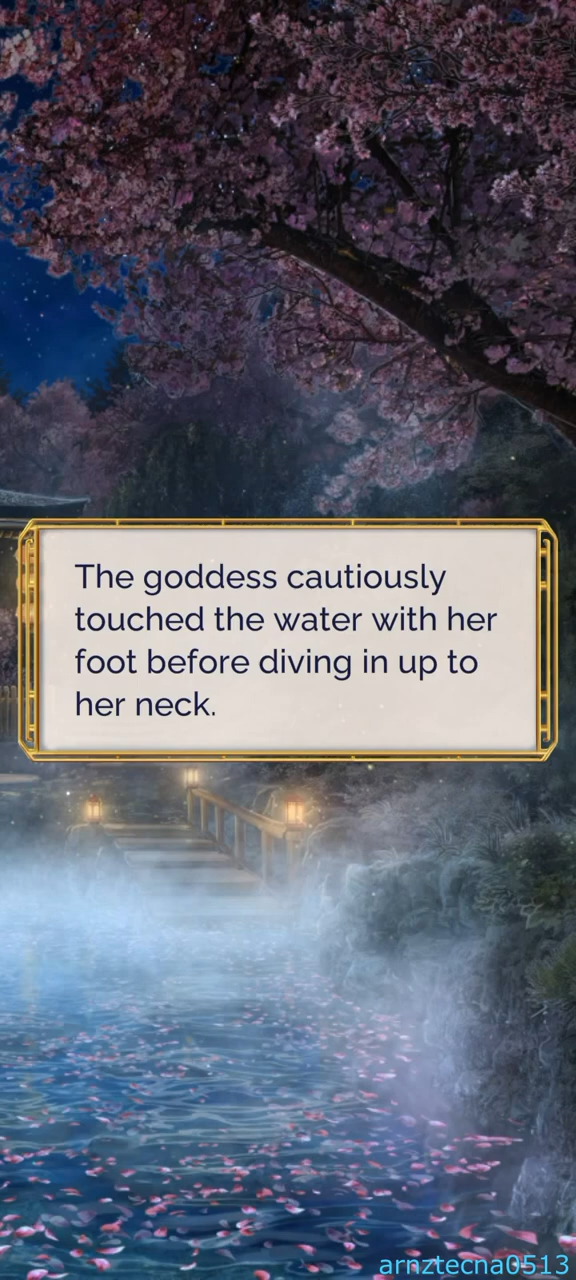 The goddess cautiously
touched the water with her
foot before diving in up to
her neck.
arnztecna0513